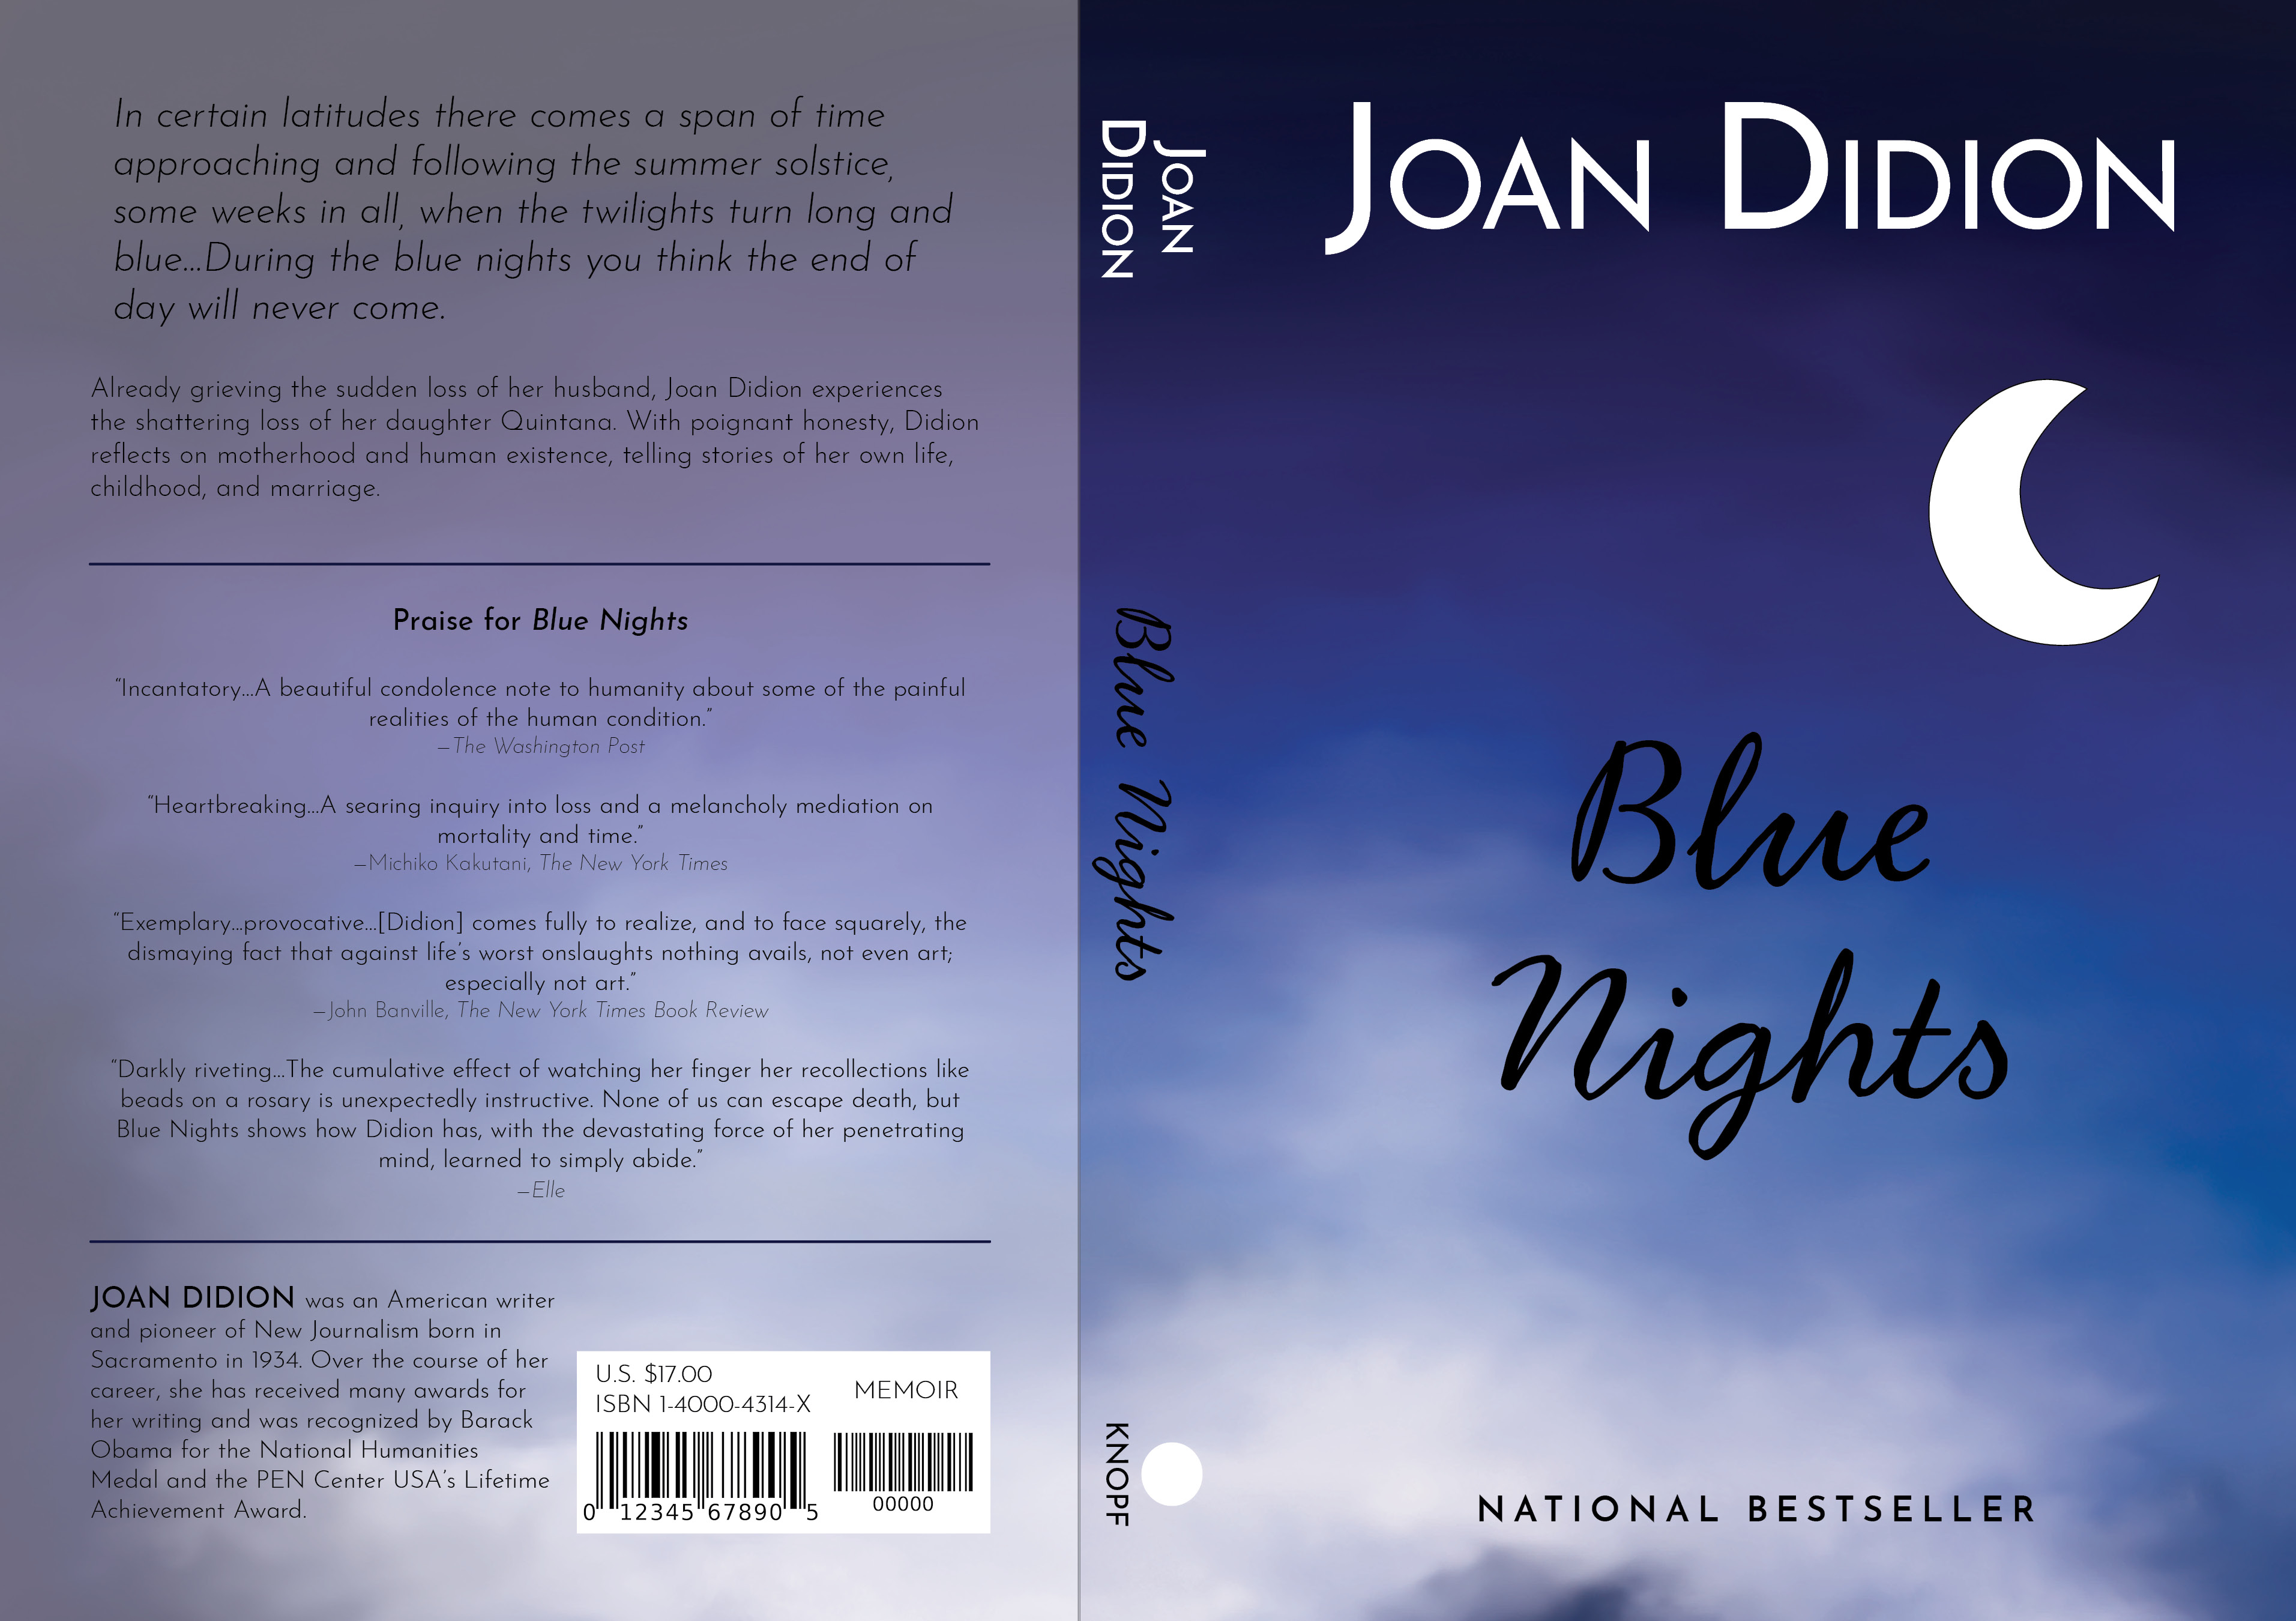 In certain latitudes there comes a span of time
approaching and following the summer solstice,
some weeks in all, when the twilights turn long and
blue...During the blue nights you think the end of
day will never come.
Already grieving the sudden loss of her husband, Joan Didion experiences
the shattering loss of her daughter Quintana. With poignant honesty, Didion
reflects on motherhood and human existence, telling stories of her own life,
childhood, and marriage.
Praise for Blue Nights
“Incantatory...A beautiful condolence note to humanity about some of the painful
realities of the human condition.”
—The Washington Post
“Heartbreaking...A searing inquiry into loss and a melancholy mediation on
mortality and time.”
—Michiko Kakutani, The New York Times
“Exemplary...provocative...[Didion] comes fully to realize, and to face squarely, the
dismaying fact that against life’s worst onslaughts nothing avails, not even art;
especially not art.”
—John Banville, The New York Times Book Review
“Darkly riveting...The cumulative effect of watching her finger her recollections like
beads on a rosary is unexpectedly instructive. None of us can escape death, but
Blue Nights shows how Didion has, with the devastating force of her penetrating
mind, learned to simply abide.”
—Elle
JOAN DIDION was an American writer
and pioneer of New Journalism born in
Sacramento in 1934. Over the course of her
career, she has received many awards for
her writing and was recognized by Barack
Obama for the National Humanities
Medal and the PEN Center USA’s Lifetime
Achievement Award.
U.S. $17.00
ISBN 1-4000-4314-X
MEMOIR
0 12345 67890 5
00000
JOAN
DIDION
Blue Nights
KNOPF
JOAN DIDION
Blue
Nights
NATIONAL BESTSELLER